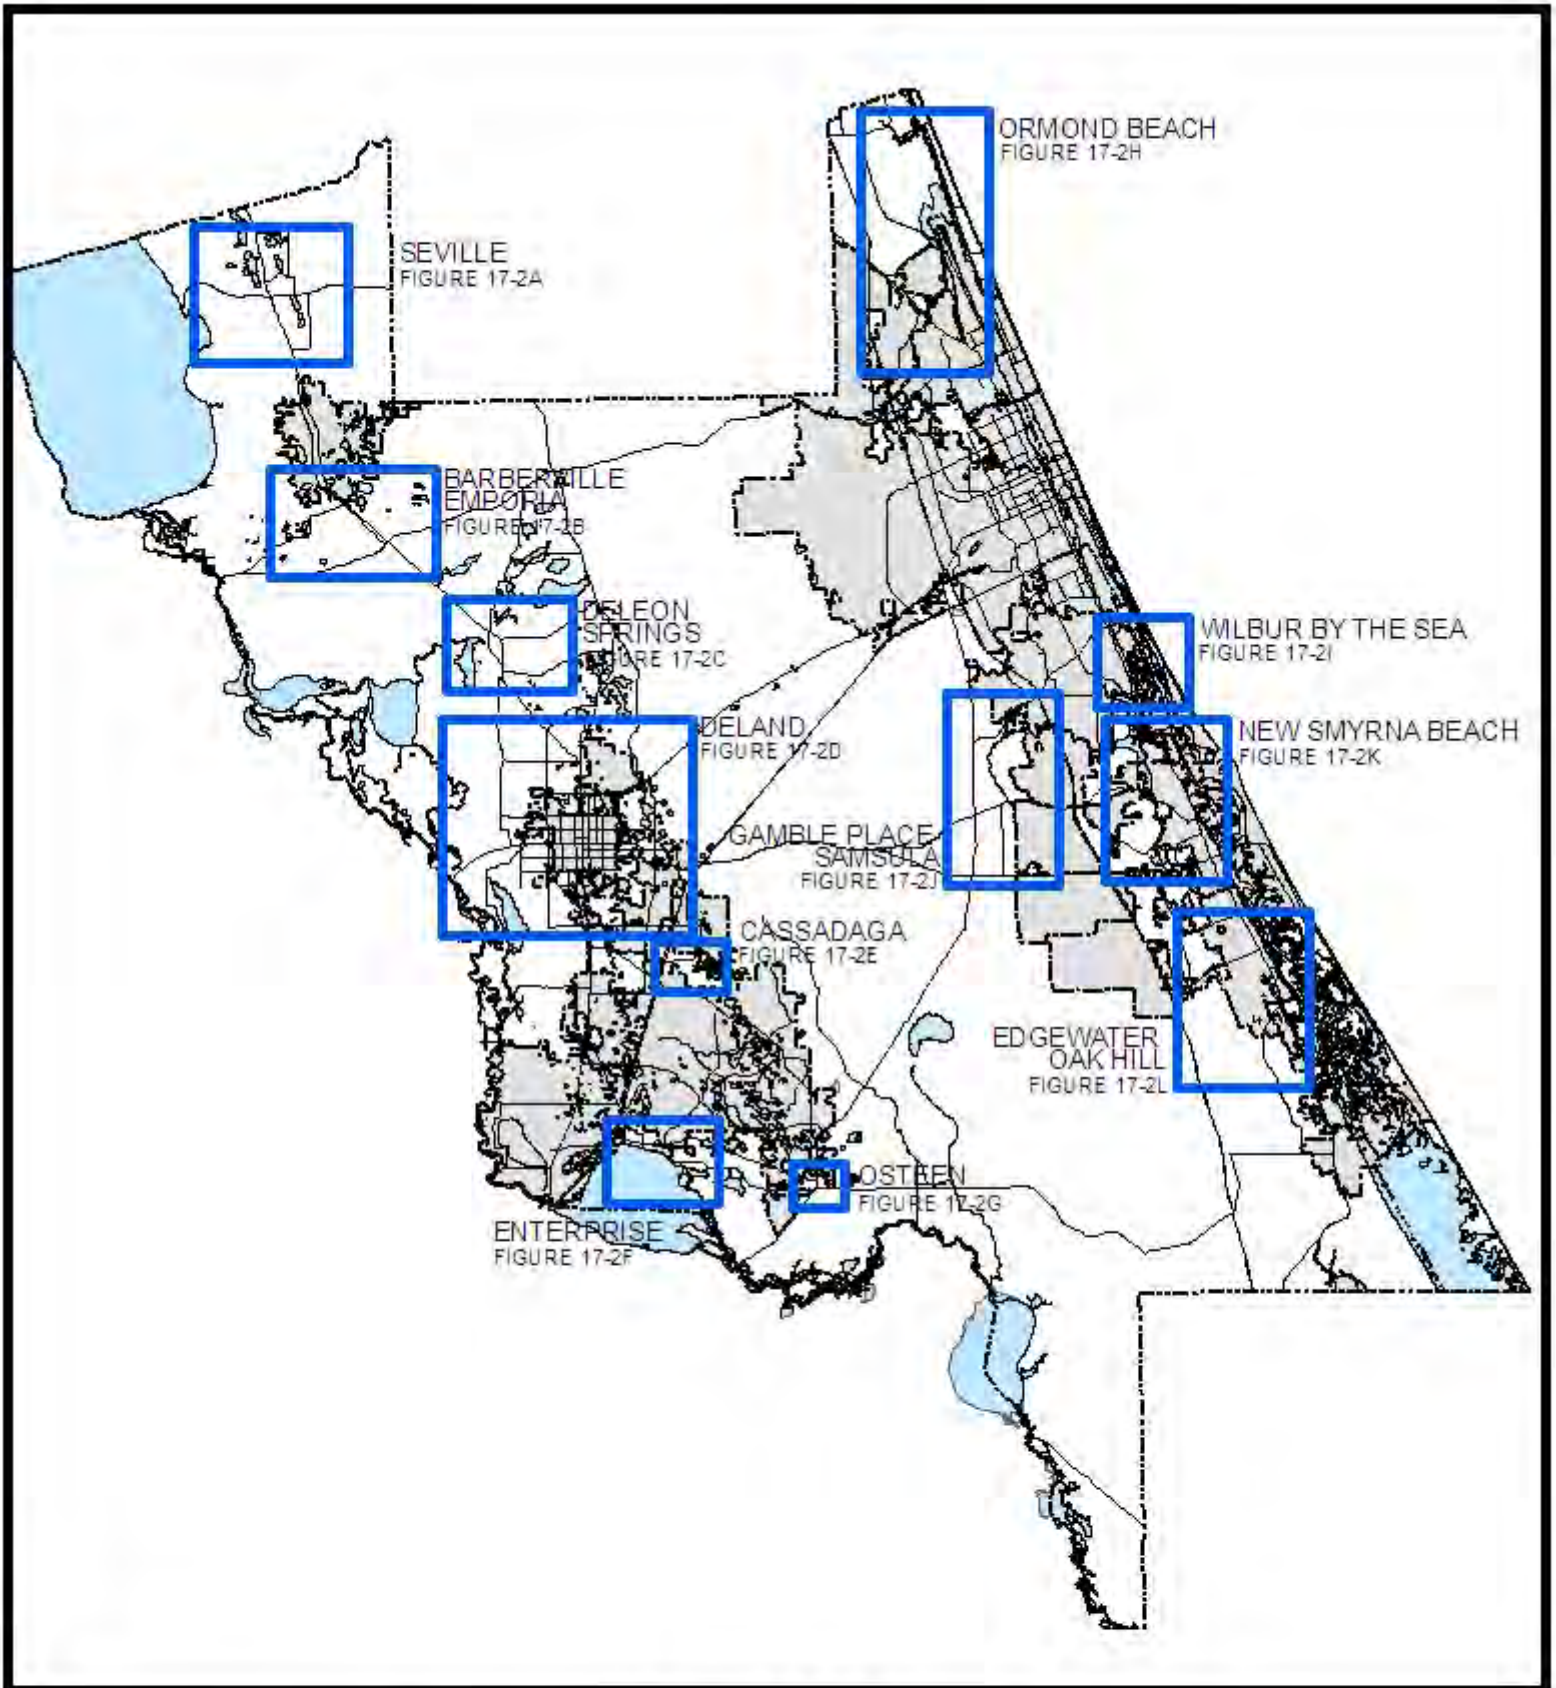 ORMOND BEACH
FIGURE 17-2H
SEVILLE
FIGURE 17-2A
BARBERVILLE
EMPORIA
FIGURE 17-2B
DELEON
SPRINGS
FIGURE 17-2C
WILBUR BY THE SEA
FIGURE 17-2I
DELAND
FIGURE 17-2D
NEW SMYRNA BEACH
FIGURE 17-2K
GAMBLE PLACE
SAMSULA
FIGURE 17-2J
CASSADAGA
FIGURE 17-2E
EDGEWATER
OAK HILL
FIGURE 17-2L
OSTEEN
FIGURE 17-2G
ENTERPRISE
FIGURE 17-2F